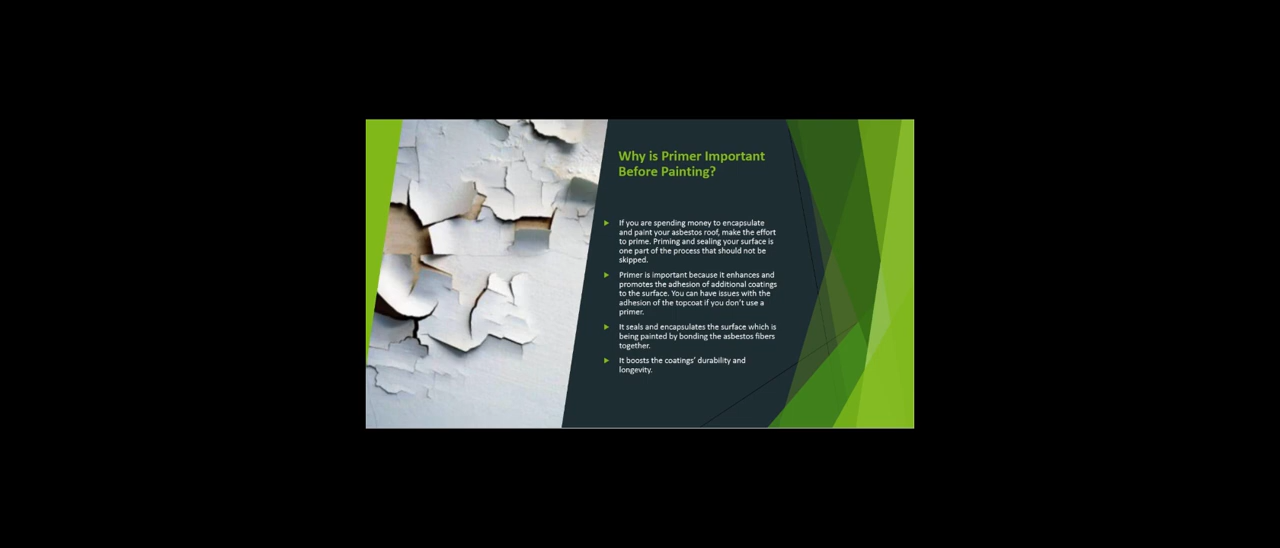 Why is Primer Important
Before Painting?
If you are spending money to encapsulate
and paint your asbestos roof, make the effort
to prime. Priming and sealing your surface is
one part of the process that should not be
skipped.
Primer is important because it enhances and
promotes the adhesion of additional coatings
to the surface. You can have issues with the
adhesion of the topcoat if you don't use a
primer.
It seals and encapsulates the surface which is
being painted by bonding the asbestos fibers
together.
It boosts the coatings' durability and
longevity.